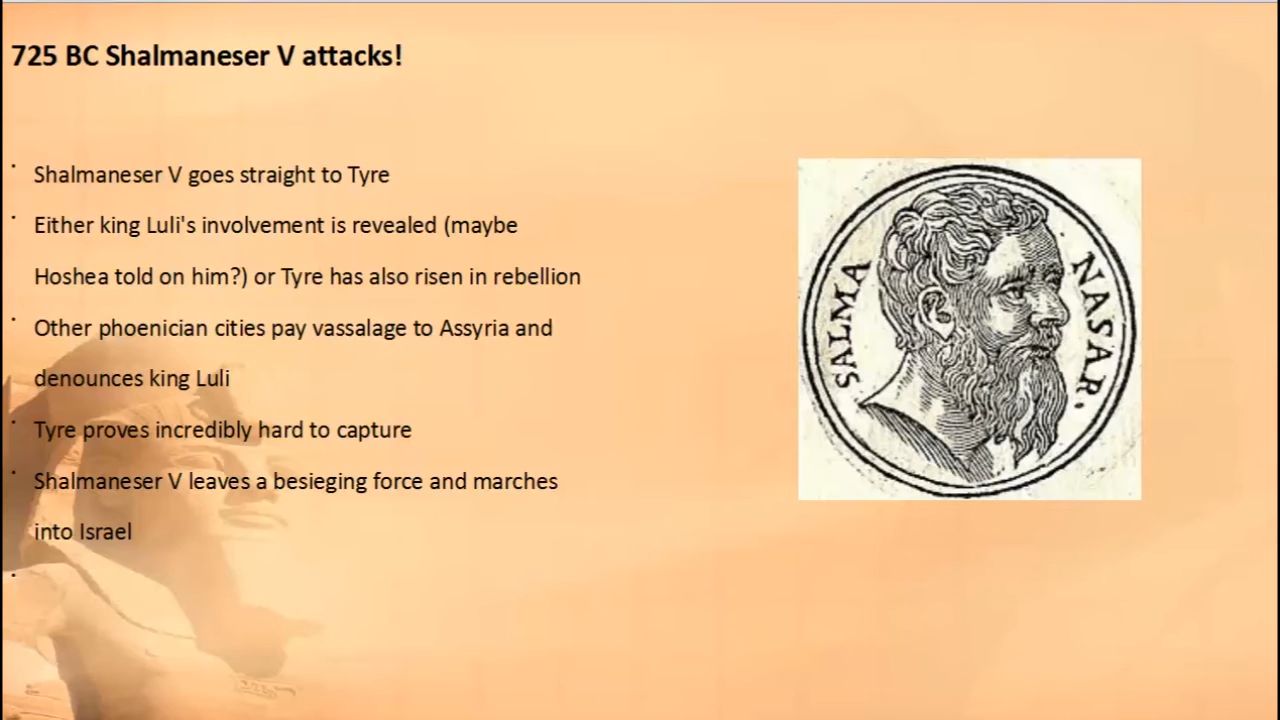 725 BC Shalmaneser V attacks!
· Shalmaneser V goes straight to Tyre
· Either king Luli's involvement is revealed (maybe
Hoshea told on him?) or Tyre has also risen in rebellion
· Other phoenician cities pay vassalage to Assyria and
denounces king Luli
· Tyre proves incredibly hard to capture
· Shalmaneser V leaves a besieging force and marches
into Israel
·
SALMA NASAR.